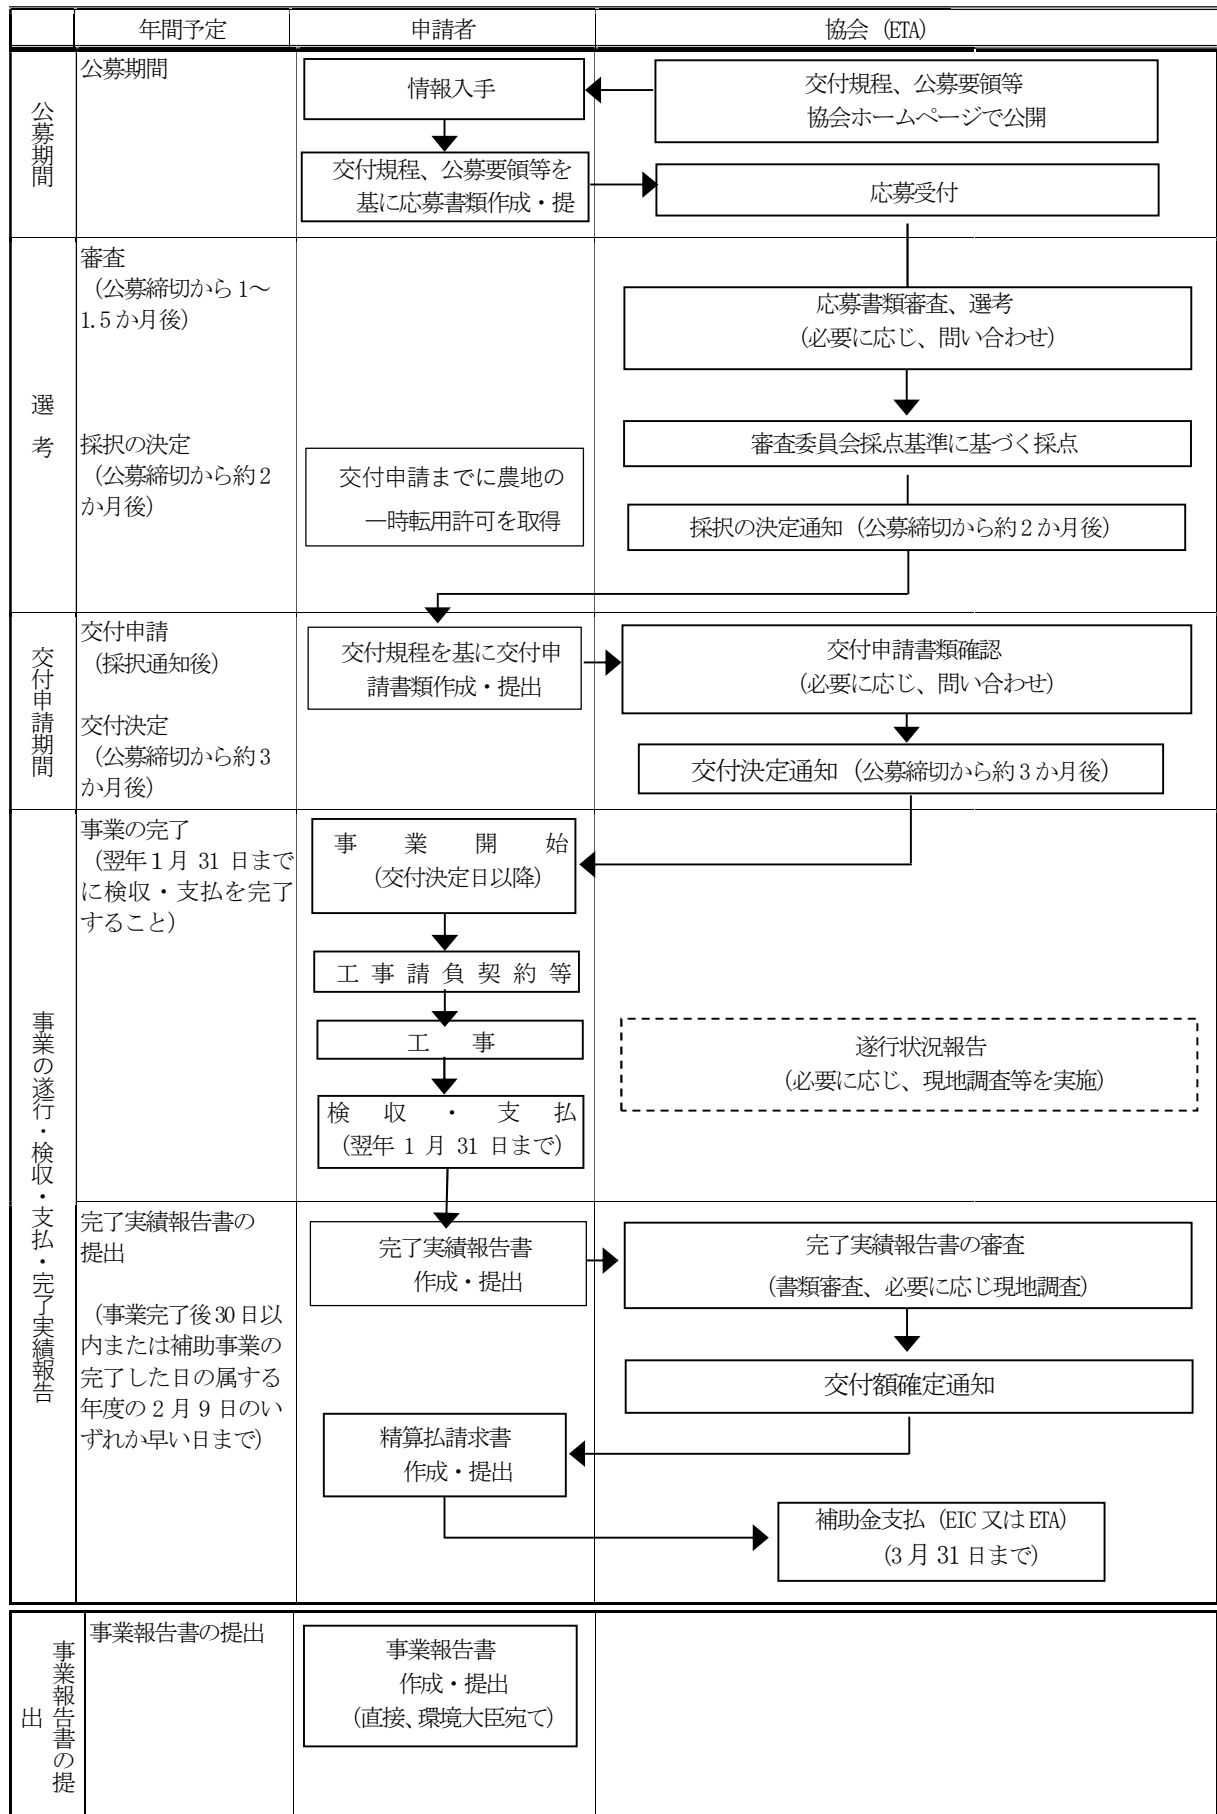 年間予定
申請者
協会（ETA）
公募期間
公募期間
情報入手
交付規程、公募要領等
協会ホームページで公開
交付規程、公募要領等を
基に応募書類作成・提
応募受付
選考
審査
（公募締切から1～
1.5か月後）
応募書類審査、選考
（必要に応じ、問い合わせ）
審査委員会採点基準に基づく採点
採択の決定
（公募締切から約2
か月後）
交付申請までに農地の
一時転用許可を取得
採択の決定通知（公募締切から約2か月後）
交付申請期間
交付申請
（採択通知後）
交付規程を基に交付申
請書類作成・提出
交付申請書類確認
（必要に応じ、問い合わせ）
交付決定
（公募締切から約3
か月後）
交付決定通知（公募締切から約3か月後）
事業の遂行・検収・支払・完了実績報告
事業の完了
（翌年1月 31 日まで
に検収・支払を完了
すること）
事業開始
（交付決定日以降）
工事請負契約等
工事
検収・支払
（翌年 1 月 31 日まで）
遂行状況報告
（必要に応じ、現地調査等を実施）
完了実績報告書の
提出
（事業完了後30日以
内または補助事業の
完了した日の属する
年度の2月9日のい
ずれか早い日まで）
完了実績報告書
作成・提出
完了実績報告書の審査
（書類審査、必要に応じ現地調査）
交付額確定通知
精算払請求書
作成・提出
補助金支払（EIC又はETA）
（3月31日まで）
事業報告書の提
出
事業報告書の提出
事業報告書
作成・提出
（直接、環境大臣宛て）